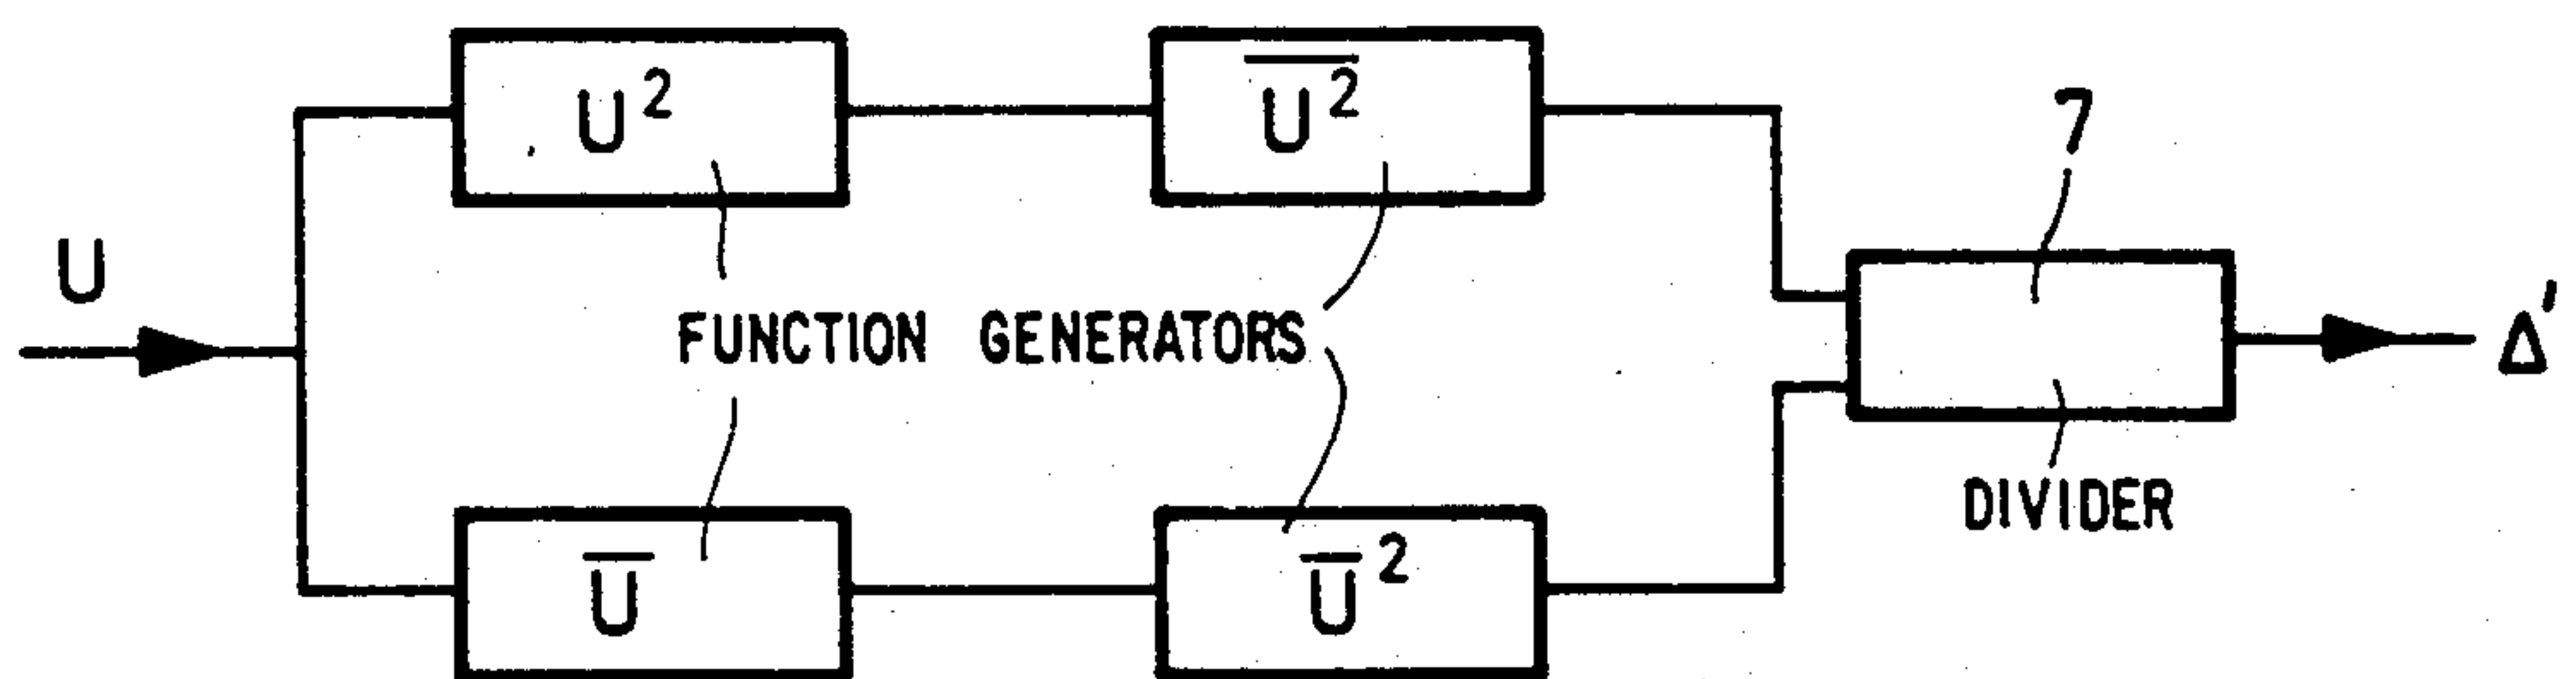 U
U²
U̅²̅
FUNCTION GENERATORS
U̅
U̅²
7
DIVIDER
Δ'